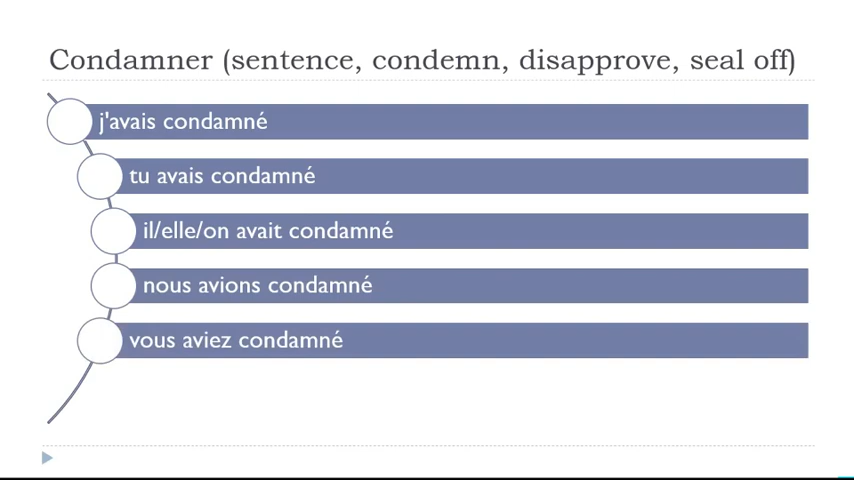 Condamner (sentence, condemn, disapprove, seal off)
j'avais condamné
tu avais condamné
il/elle/on avait condamné
nous avions condamné
vous aviez condamné